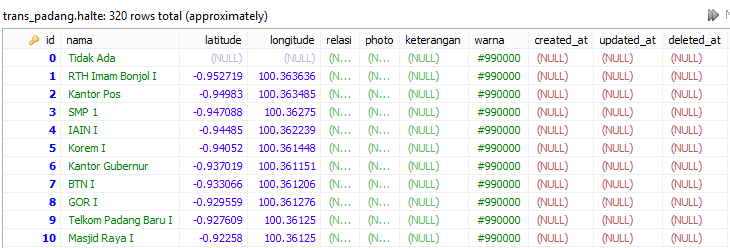 trans_padang.halte: 320 rows total (approximately)
id nama latitude longitude relasi photo keterangan warna created_at updated_at deleted_at
0 Tidak Ada (NULL) (NULL) (N... (N... (NULL) #990000 (NULL) (NULL) (NULL)
1 RTH Imam Bonjol I -0.952719 100.363636 (N... (N... (NULL) #990000 (NULL) (NULL) (NULL)
2 Kantor Pos -0.94983 100.363485 (N... (N... (NULL) #990000 (NULL) (NULL) (NULL)
3 SMP 1 -0.947088 100.36275 (N... (N... (NULL) #990000 (NULL) (NULL) (NULL)
4 IAIN I -0.94485 100.362239 (N... (N... (NULL) #990000 (NULL) (NULL) (NULL)
5 Korem I -0.94052 100.361448 (N... (N... (NULL) #990000 (NULL) (NULL) (NULL)
6 Kantor Gubernur -0.937019 100.361151 (N... (N... (NULL) #990000 (NULL) (NULL) (NULL)
7 BTN I -0.933066 100.361206 (N... (N... (NULL) #990000 (NULL) (NULL) (NULL)
8 GOR I -0.929559 100.361276 (N... (N... (NULL) #990000 (NULL) (NULL) (NULL)
9 Telkom Padang Baru I -0.927609 100.36125 (N... (N... (NULL) #990000 (NULL) (NULL) (NULL)
10 Masjid Raya I -0.92258 100.36125 (N... (N... (NULL) #990000 (NULL) (NULL) (NULL)